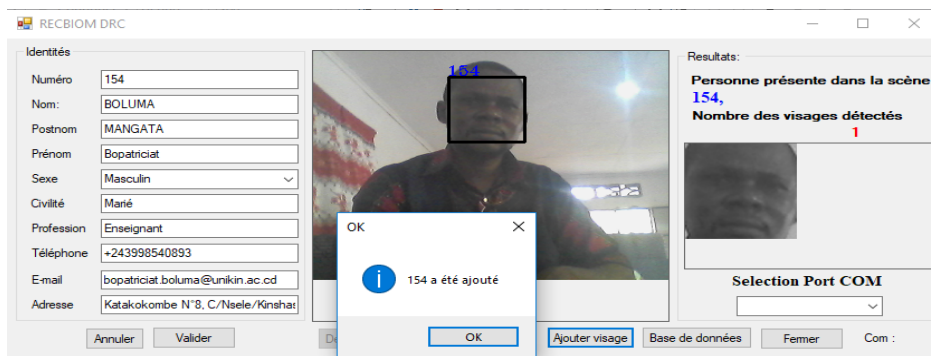 RECBIOM DRC
Identités
Numéro 154
Nom: BOLUMA
Postnom MANGATA
Prénom Bopatriciat
Sexe Masculin
Civilité Marié
Profession Enseignant
Téléphone +243998540893
E-mail bopatriciat.boluma@unikin.ac.cd
Adresse Katakokombe N°8, C/Nsele/Kinshas
Annuler Valider
154
OK
154 a été ajouté
OK
Ajouter visage Base de données Fermer Com :
Resultats:
Personne présente dans la scène
154,
Nombre des visages détectés
1
Selection Port COM